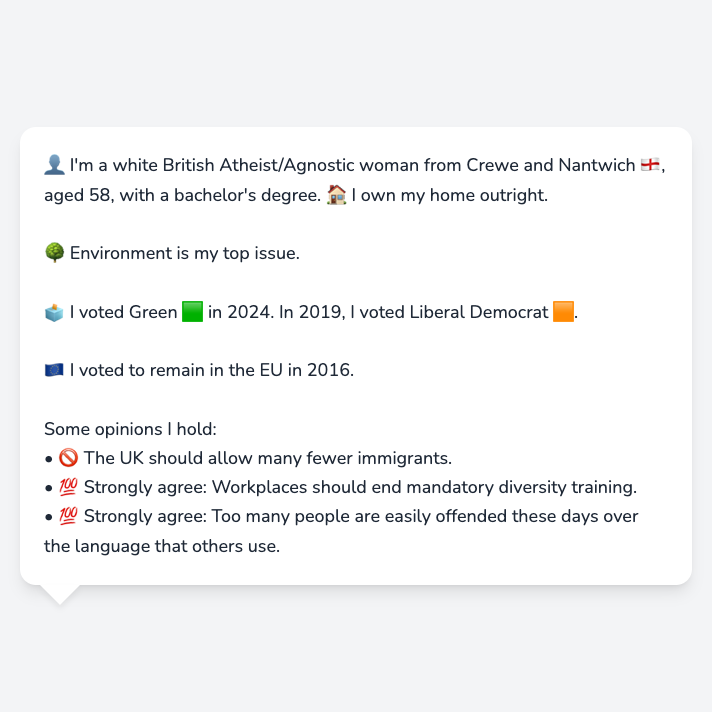 👤 I'm a white British Atheist/Agnostic woman from Crewe and Nantwich 🏴󠁧󠁢󠁥󠁮󠁧󠁿,
aged 58, with a bachelor's degree. 🏠 I own my home outright.
🌳 Environment is my top issue.
🗳️ I voted Green 🟩 in 2024. In 2019, I voted Liberal Democrat 🟧.
🇪🇺 I voted to remain in the EU in 2016.
Some opinions I hold:
• 🚫 The UK should allow many fewer immigrants.
• 💯 Strongly agree: Workplaces should end mandatory diversity training.
• 💯 Strongly agree: Too many people are easily offended these days over
the language that others use.